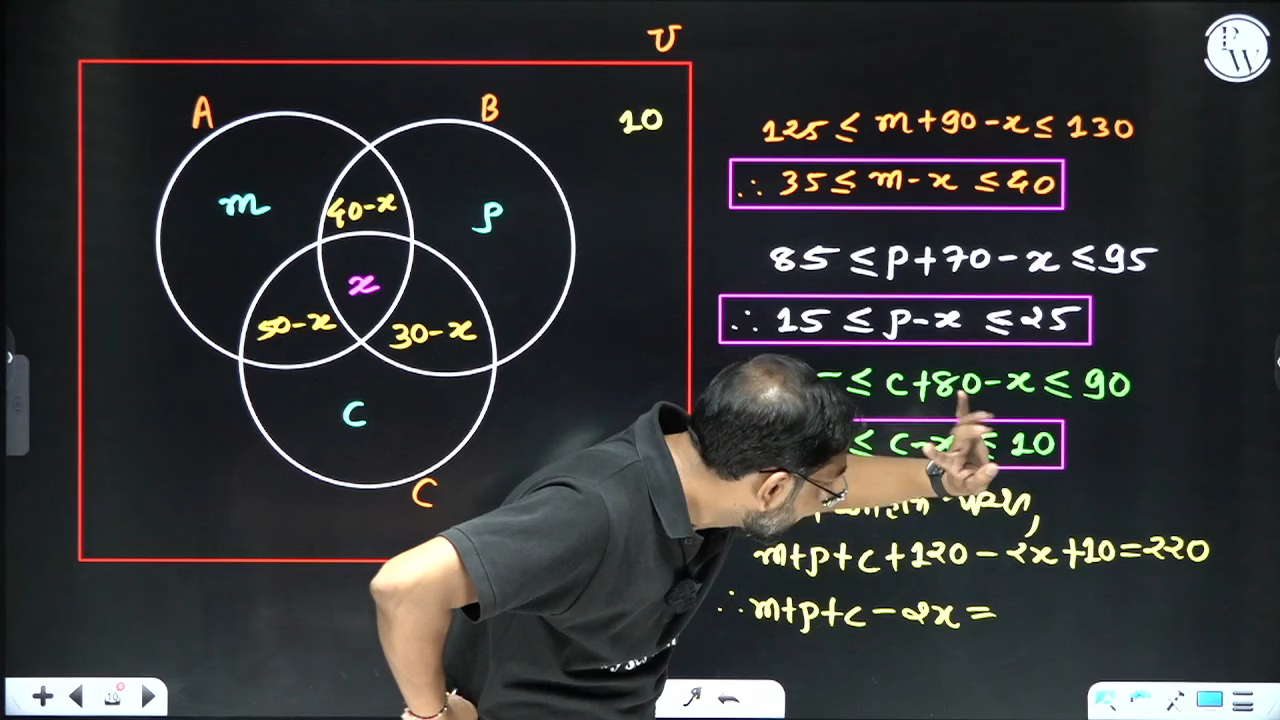 U
PW
A
B
10
m
40-x
p
x
50-x
30-x
C
C
125 ≤ m+90-x ≤ 130
∴ 35 ≤ m-x ≤ 40
85 ≤ p+70-x ≤ 95
∴ 15 ≤ p-x ≤ 25
≤ c+80-x ≤ 90
≤ c-x ≤ 10
m+p+c+120-2x+10=220
∴ m+p+c-2x=